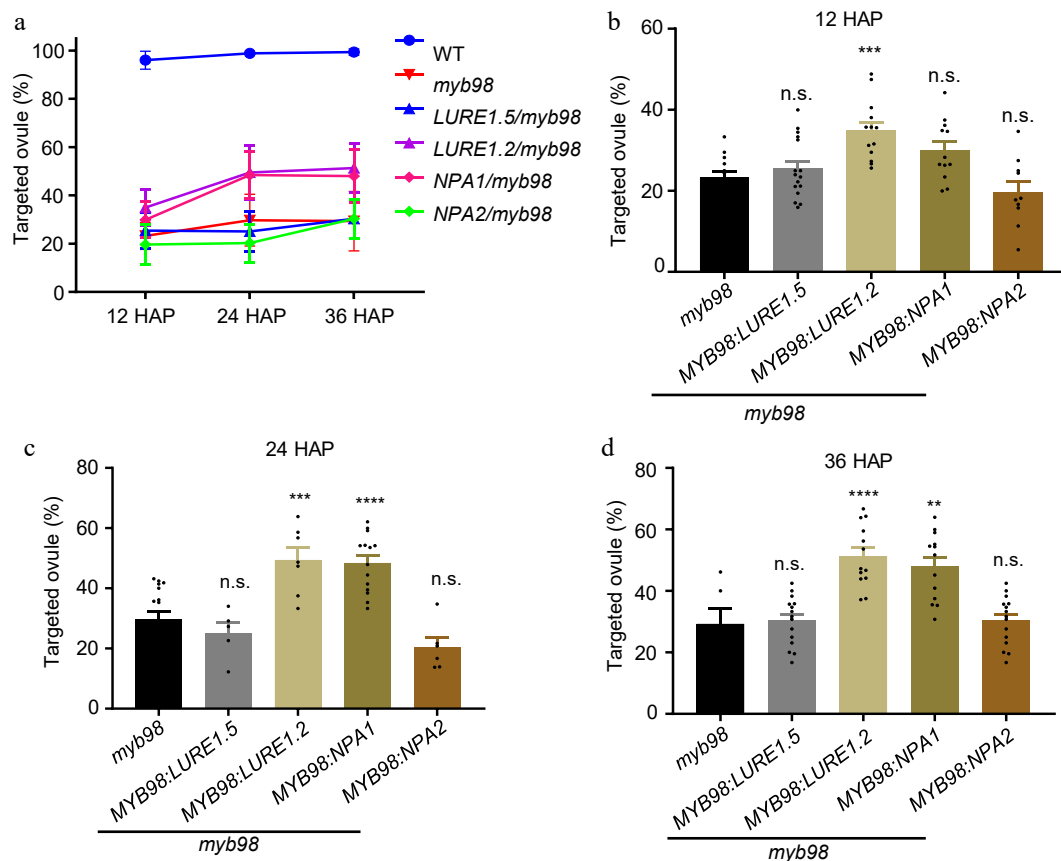 a
Targeted ovule (%)
100
80
60
40
20
0
12 HAP 24 HAP 36 HAP
WT
myb98
LURE1.5/myb98
LURE1.2/myb98
NPA1/myb98
NPA2/myb98
b
12 HAP
Targeted ovule (%)
60
40
20
0
n.s. *** n.s. n.s.
myb98 MYB98:LURE1.5 MYB98:LURE1.2 MYB98:NPA1 MYB98:NPA2
myb98
c
24 HAP
Targeted ovule (%)
80
60
40
20
0
n.s. *** **** n.s.
myb98 MYB98:LURE1.5 MYB98:LURE1.2 MYB98:NPA1 MYB98:NPA2
myb98
d
36 HAP
Targeted ovule (%)
80
60
40
20
0
n.s. **** ** n.s.
myb98 MYB98:LURE1.5 MYB98:LURE1.2 MYB98:NPA1 MYB98:NPA2
myb98